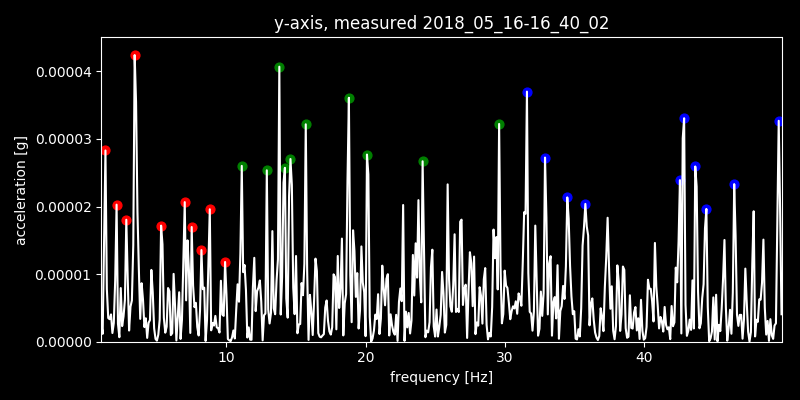 y-axis, measured 2018_05_16-16_40_02
0.00004
0.00003
0.00002
0.00001
0.00000
acceleration [g]
10 20 30 40
frequency [Hz]